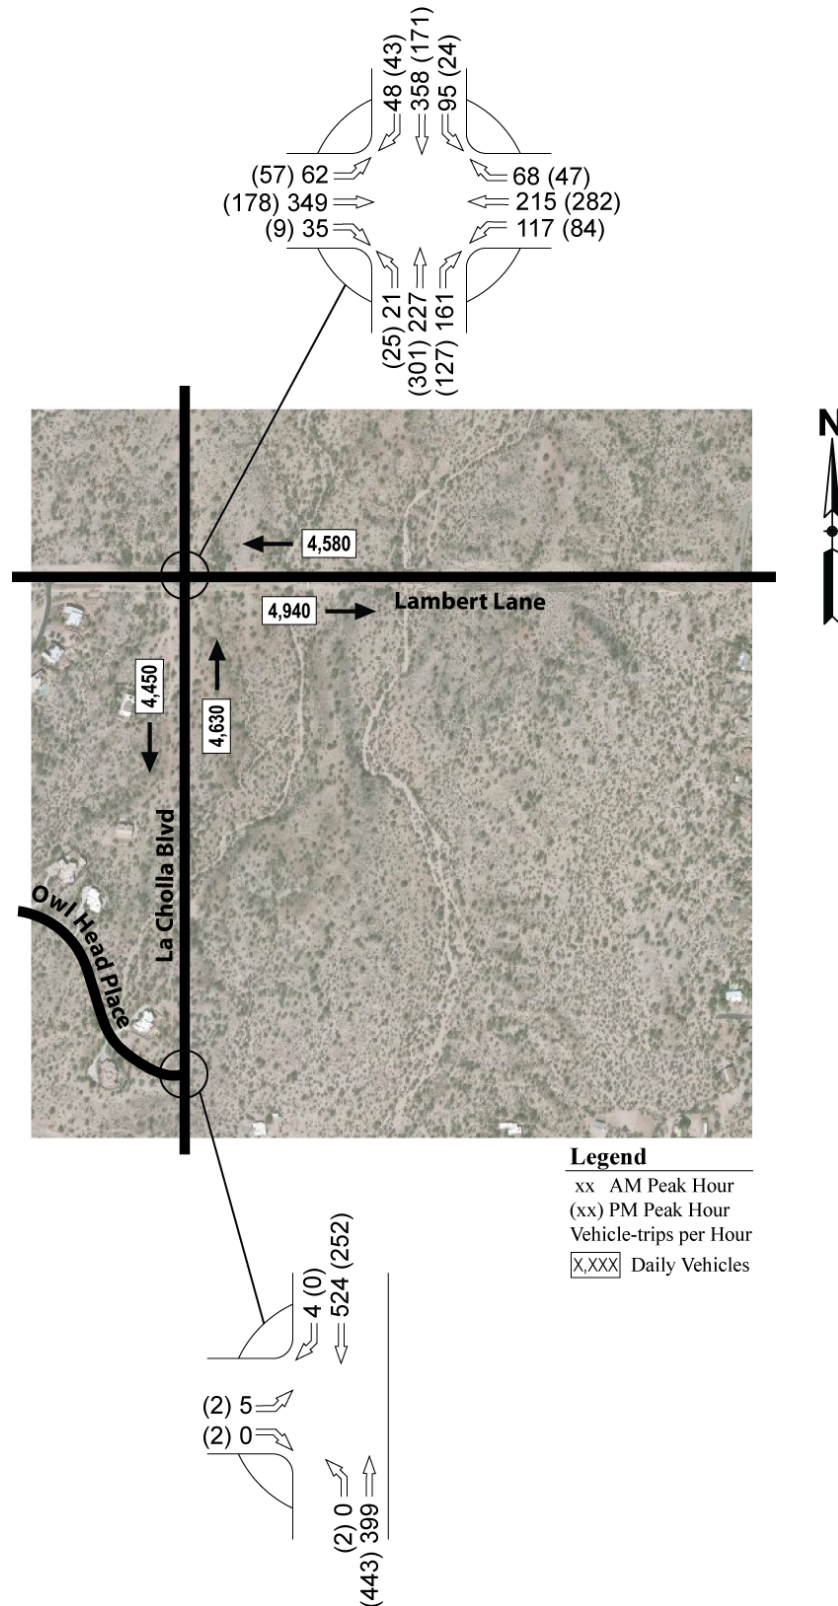 48 (43)
358 (171)
95 (24)
(57) 62
(178) 349
(9) 35
68 (47)
215 (282)
117 (84)
(25) 21
(301) 227
(127) 161
N
4,580
4,940
Lambert Lane
4,450
4,630
La Cholla Blvd
Owl Head Place
Legend
xx AM Peak Hour
(xx) PM Peak Hour
Vehicle-trips per Hour
X,XXX Daily Vehicles
4 (0)
524 (252)
(2) 5
(2) 0
(2) 0
(443) 399